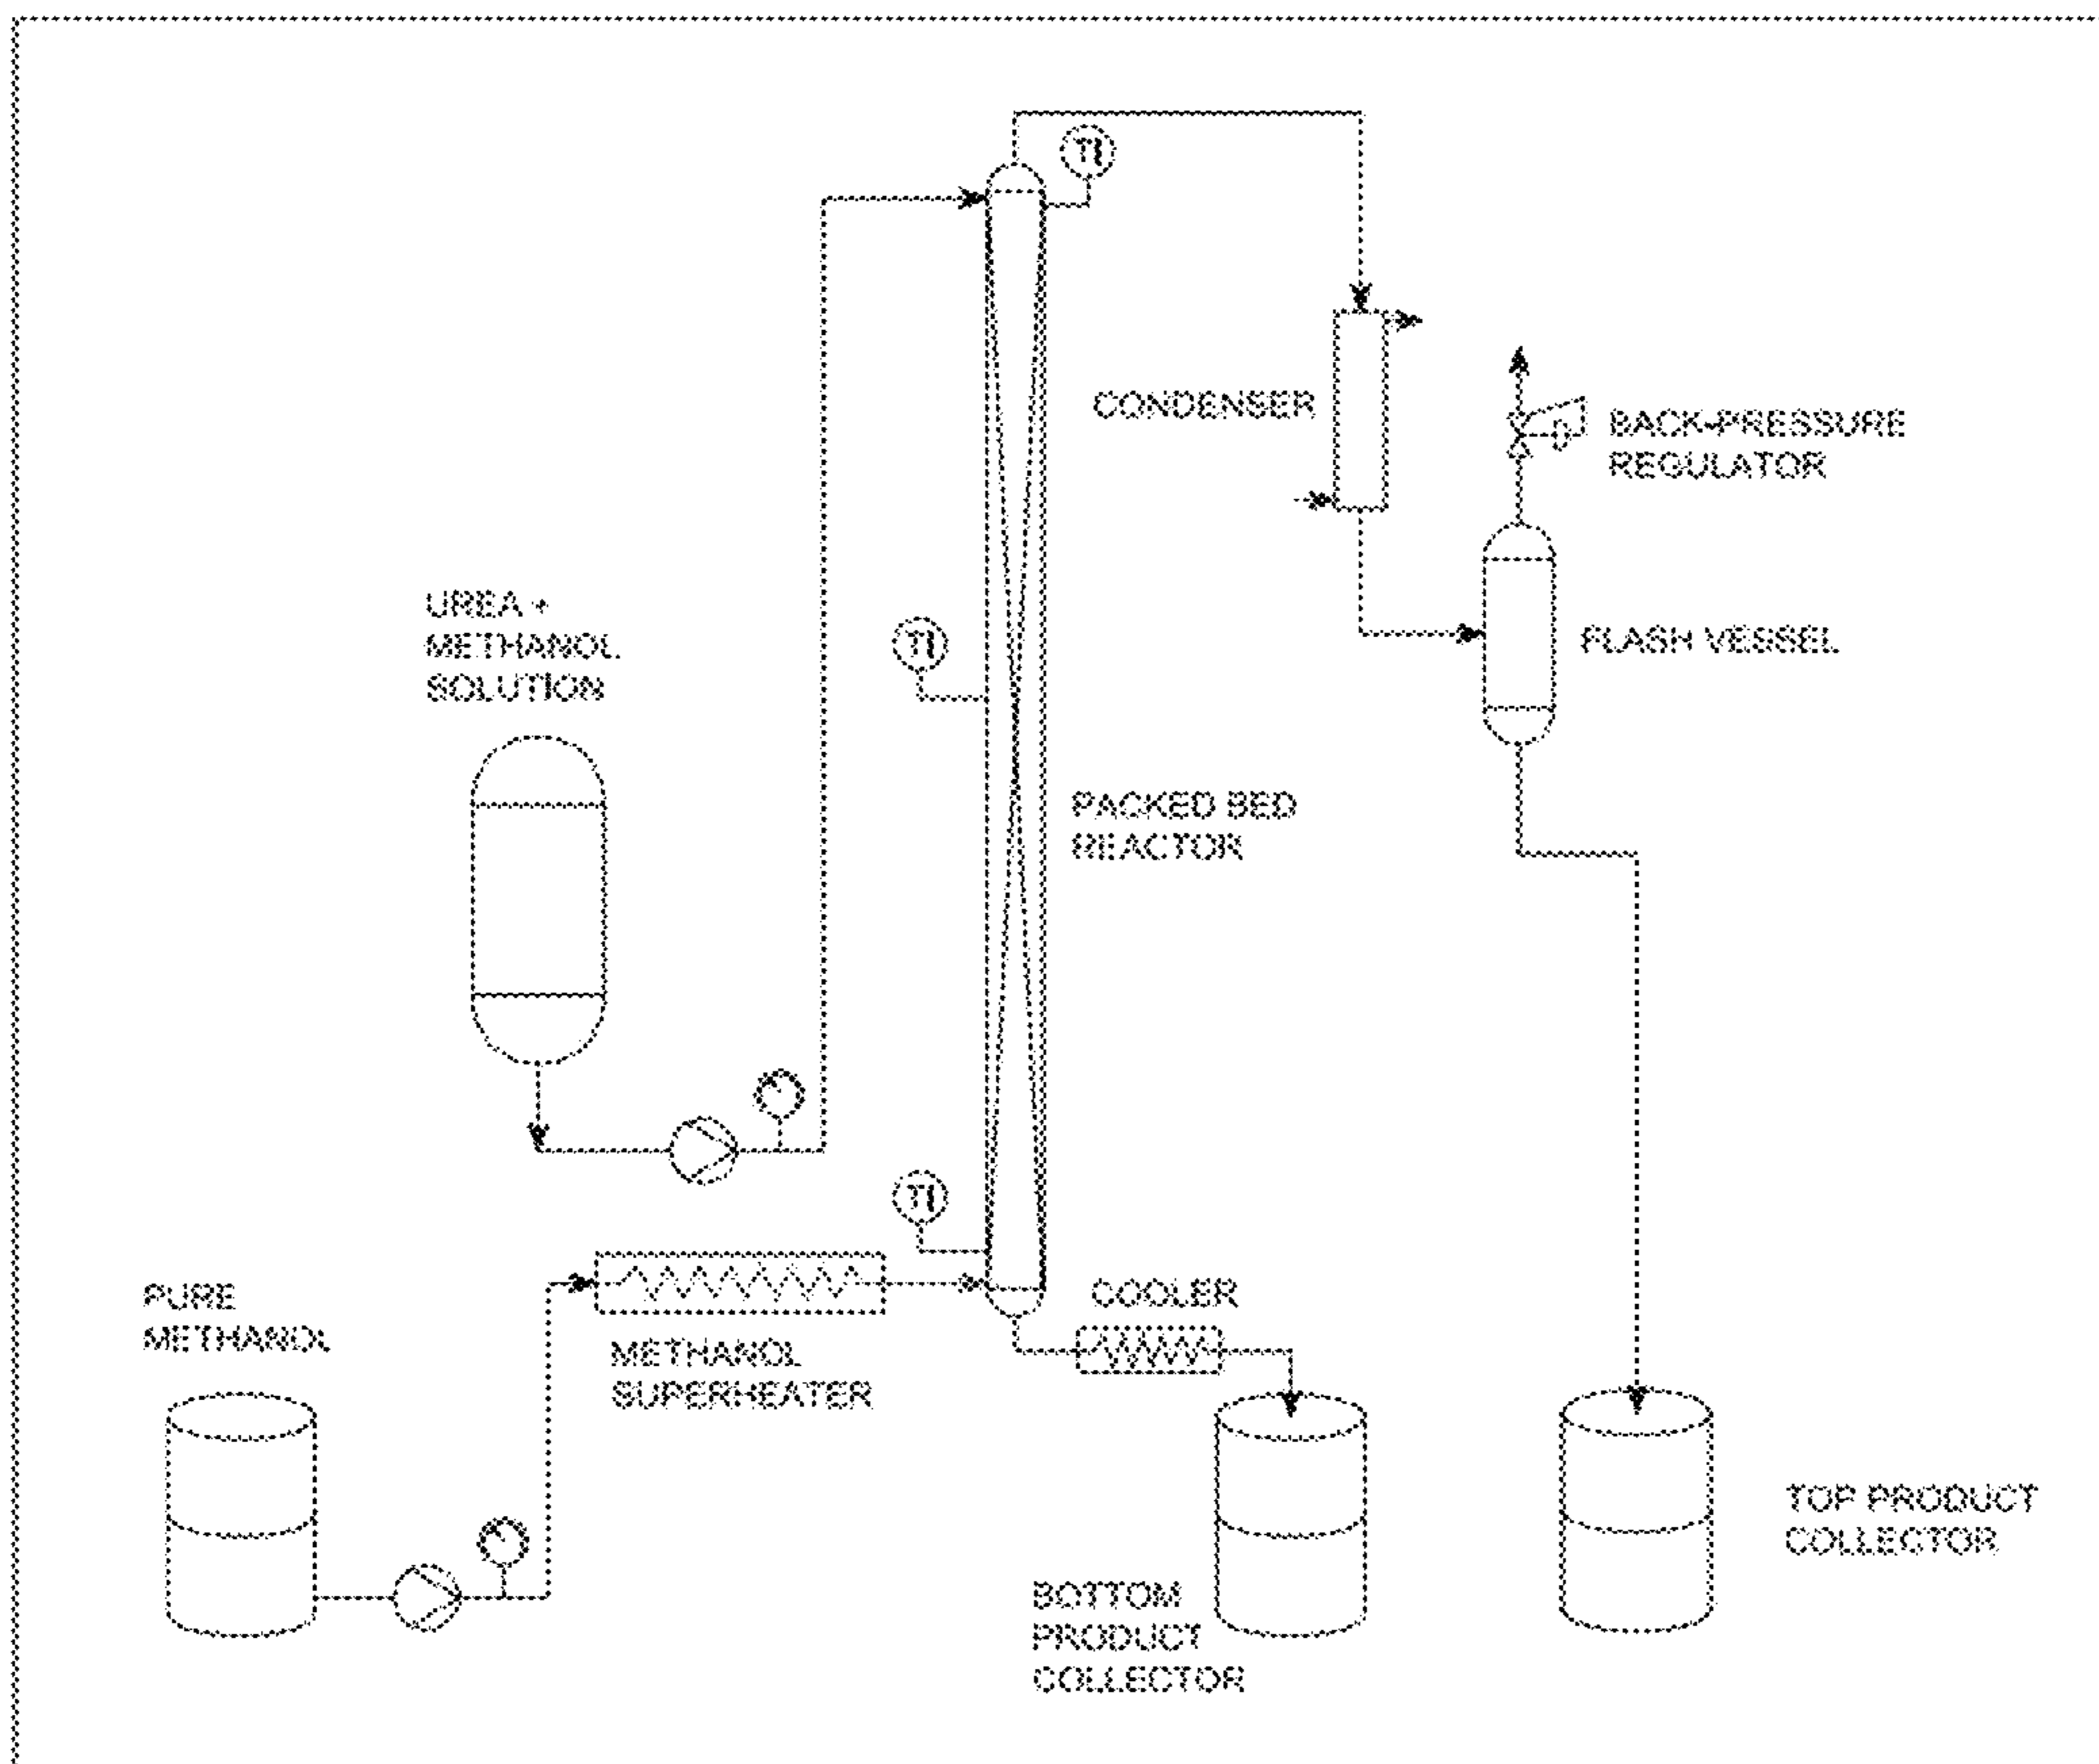 TI
CONDENSER
BACK-PRESSURE
REGULATOR
UREA +
METHANOL
SOLUTION
TI
FLASH VESSEL
PACKED BED
REACTOR
TI
PURE
METHANOL
COOLER
METHANOL
SUPERHEATER
TOP PRODUCT
COLLECTOR
BOTTOM
PRODUCT
COLLECTOR